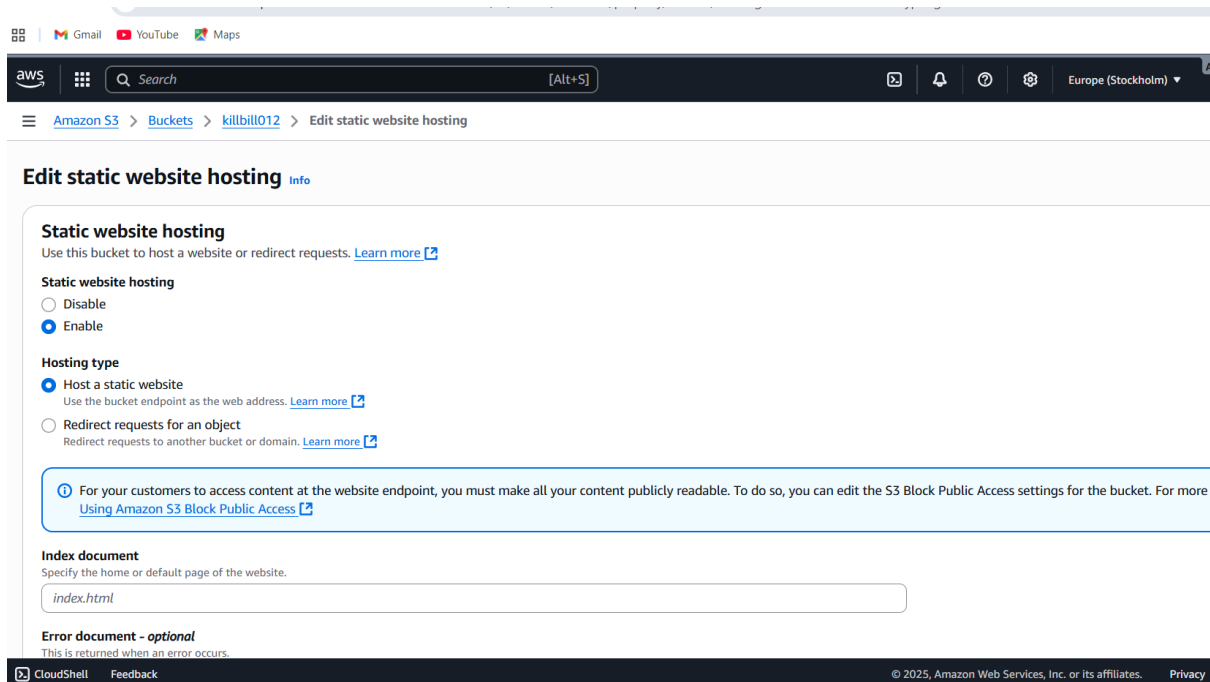 Gmail YouTube Maps
aws Search [Alt+S] Europe (Stockholm)
Amazon S3 > Buckets > killbill012 > Edit static website hosting
Edit static website hosting Info
Static website hosting
Use this bucket to host a website or redirect requests. Learn more
Static website hosting
Disable
Enable
Hosting type
Host a static website
Use the bucket endpoint as the web address. Learn more
Redirect requests for an object
Redirect requests to another bucket or domain. Learn more
For your customers to access content at the website endpoint, you must make all your content publicly readable. To do so, you can edit the S3 Block Public Access settings for the bucket. For more
Using Amazon S3 Block Public Access
Index document
Specify the home or default page of the website.
index.html
Error document - optional
This is returned when an error occurs.
CloudShell Feedback © 2025, Amazon Web Services, Inc. or its affiliates. Privacy